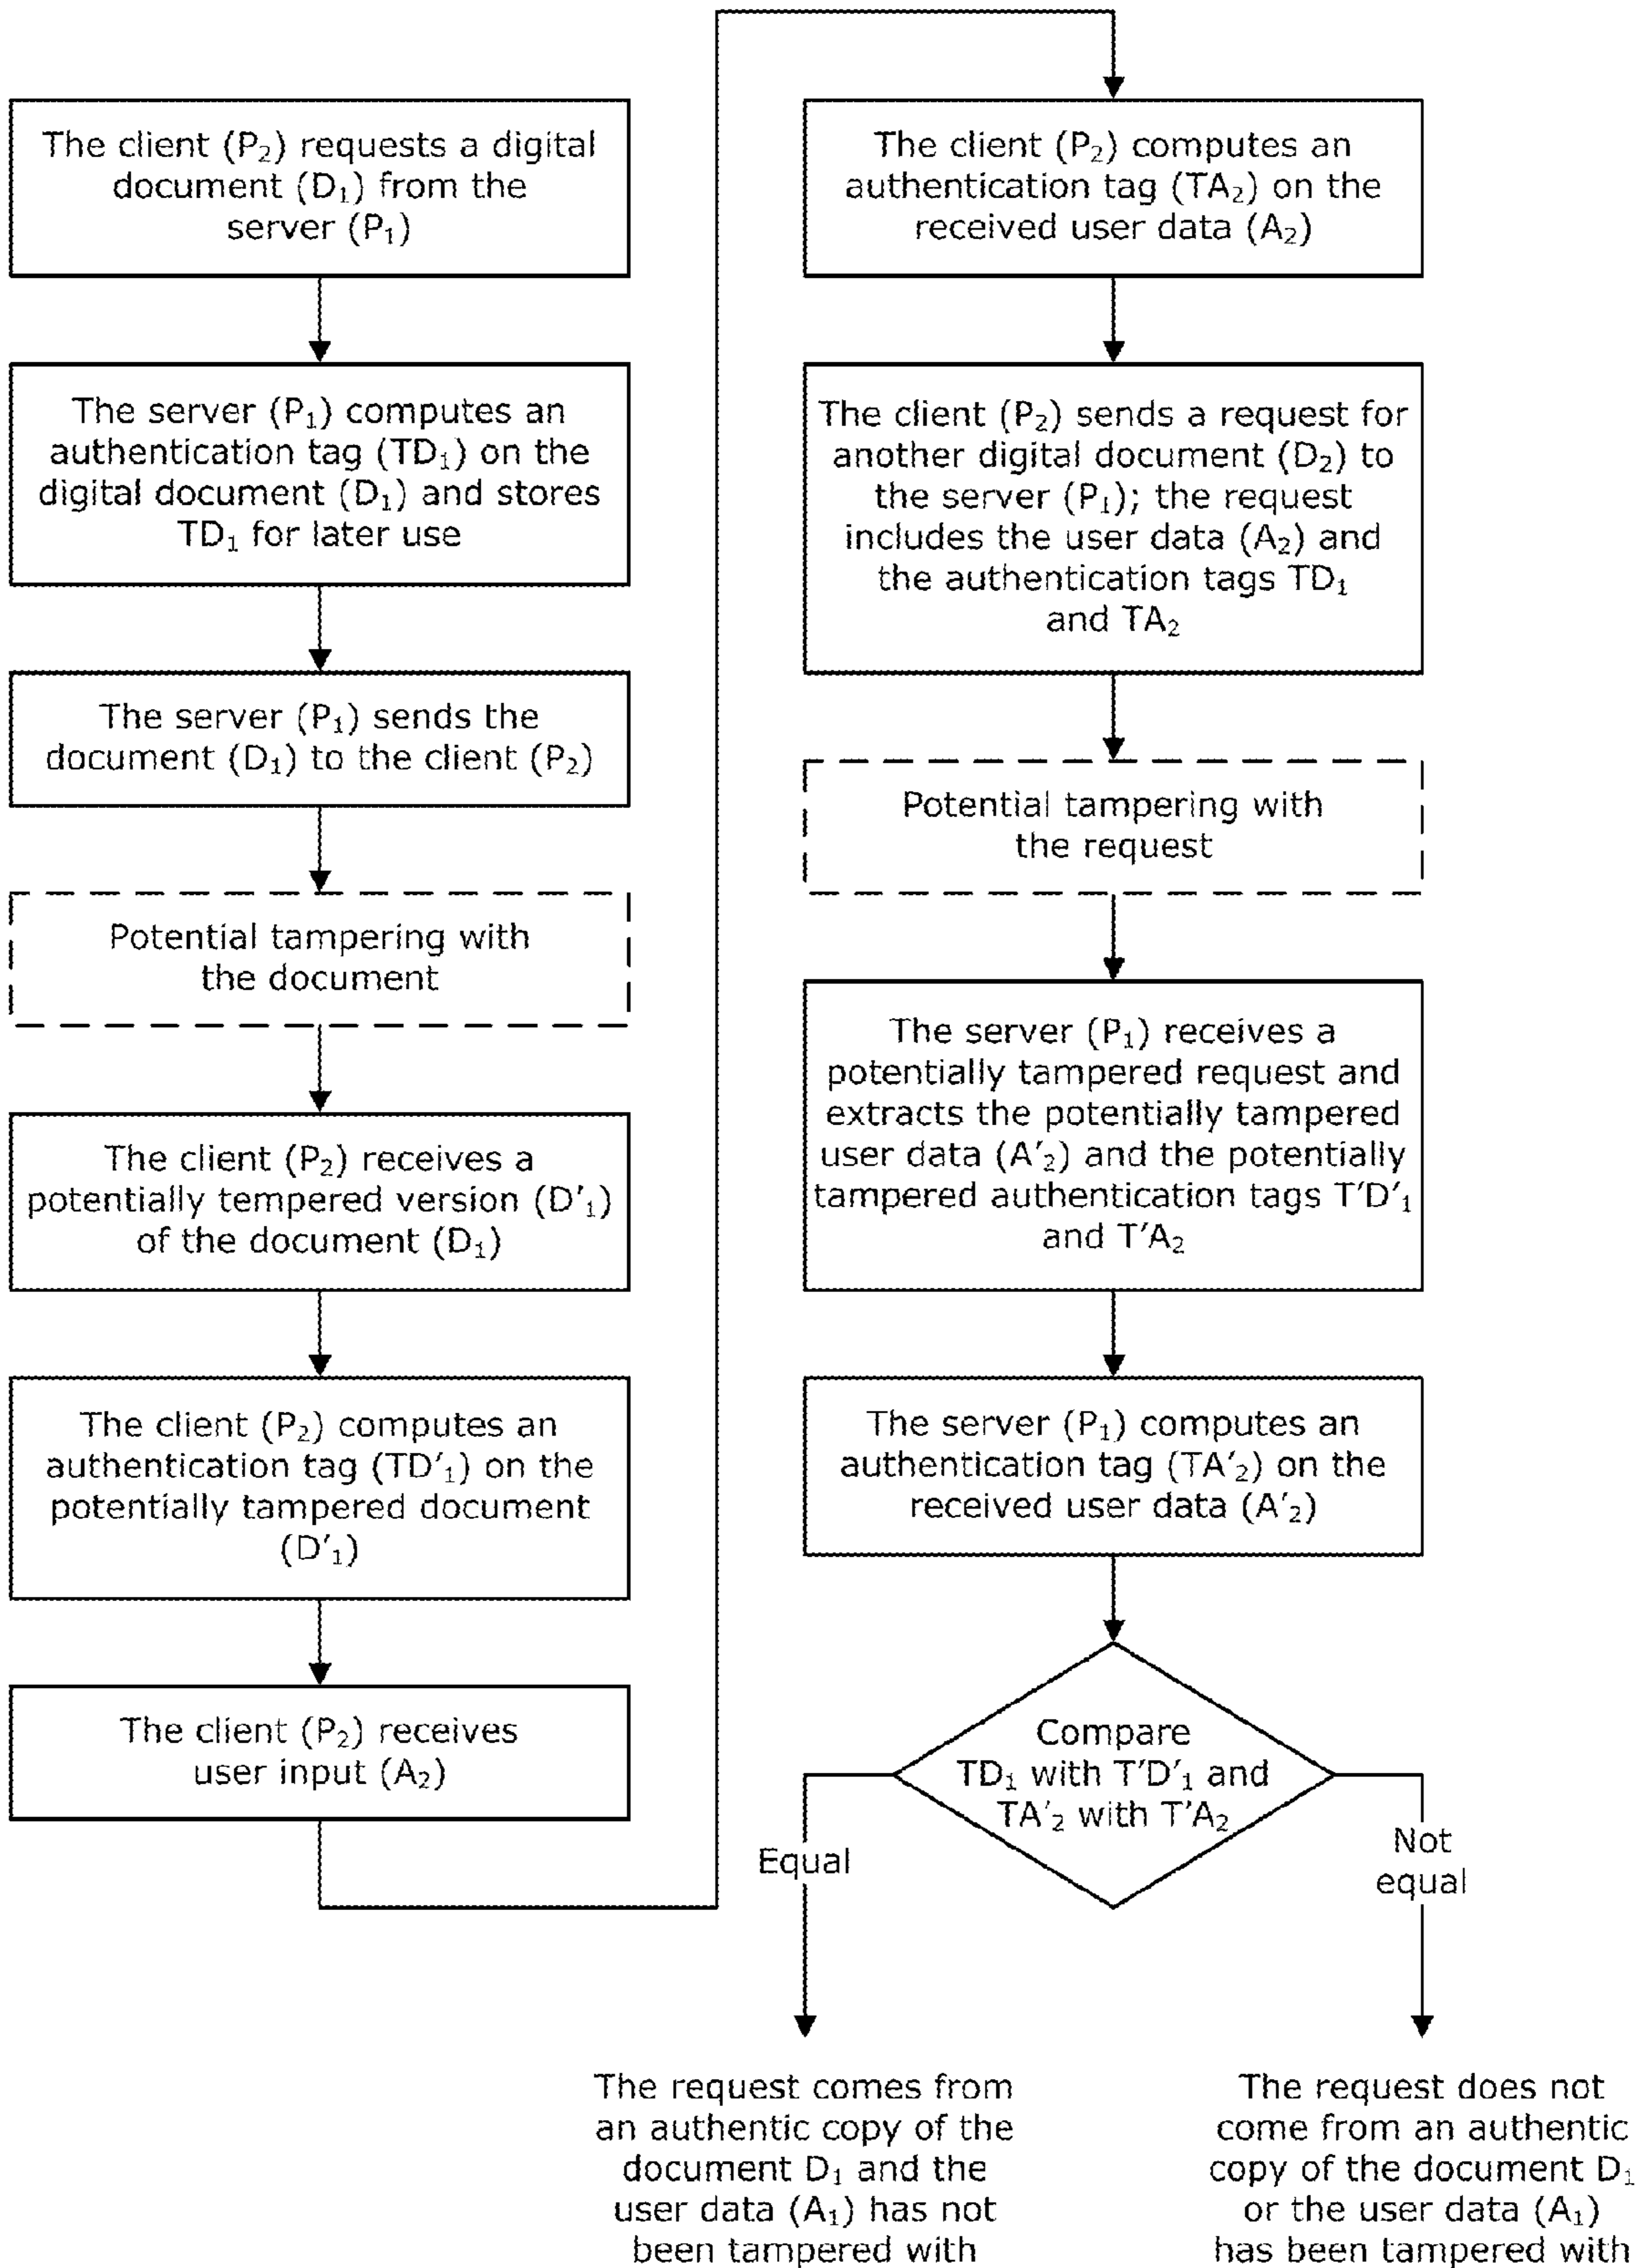 The client (P₂) requests a digital
document (D₁) from the
server (P₁)
The server (P₁) computes an
authentication tag (TD₁) on the
digital document (D₁) and stores
TD₁ for later use
The server (P₁) sends the
document (D₁) to the client (P₂)
Potential tampering with
the document
The client (P₂) receives a
potentially tempered version (D'₁)
of the document (D₁)
The client (P₂) computes an
authentication tag (TD'₁) on the
potentially tampered document
(D'₁)
The client (P₂) receives
user input (A₂)
The client (P₂) computes an
authentication tag (TA₂) on the
received user data (A₂)
The client (P₂) sends a request for
another digital document (D₂) to
the server (P₁); the request
includes the user data (A₂) and
the authentication tags TD₁
and TA₂
Potential tampering with
the request
The server (P₁) receives a
potentially tampered request and
extracts the potentially tampered
user data (A'₂) and the potentially
tampered authentication tags T'D'₁
and T'A₂
The server (P₁) computes an
authentication tag (TA'₂) on the
received user data (A'₂)
Compare
TD₁ with T'D'₁ and
TA'₂ with T'A₂
Equal
Not
equal
The request comes from
an authentic copy of the
document D₁ and the
user data (A₁) has not
been tampered with
The request does not
come from an authentic
copy of the document D₁
or the user data (A₁)
has been tampered with